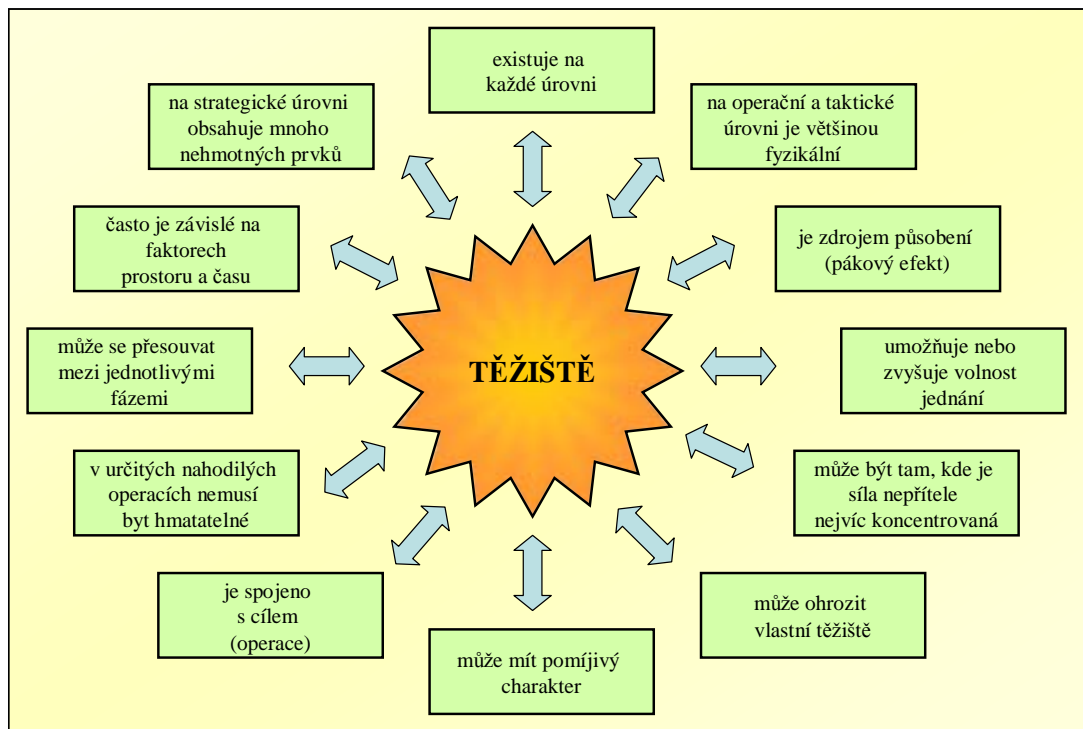 existuje na
každé úrovni
na strategické úrovni
obsahuje mnoho
nehmotných prvků
na operační a taktické
úrovni je většinou
fyzikální
často je závislé na
faktorech
prostoru a času
je zdrojem působení
(pákový efekt)
může se přesouvat
mezi jednotlivými
fázemi
TĚŽIŠTĚ
umožňuje nebo
zvyšuje volnost
jednání
v určitých nahodilých
operacích nemusí
byt hmatatelné
může být tam, kde je
síla nepřítele
nejvíc koncentrovaná
je spojeno
s cílem
(operace)
může mít pomíjivý
charakter
může ohrozit
vlastní těžiště